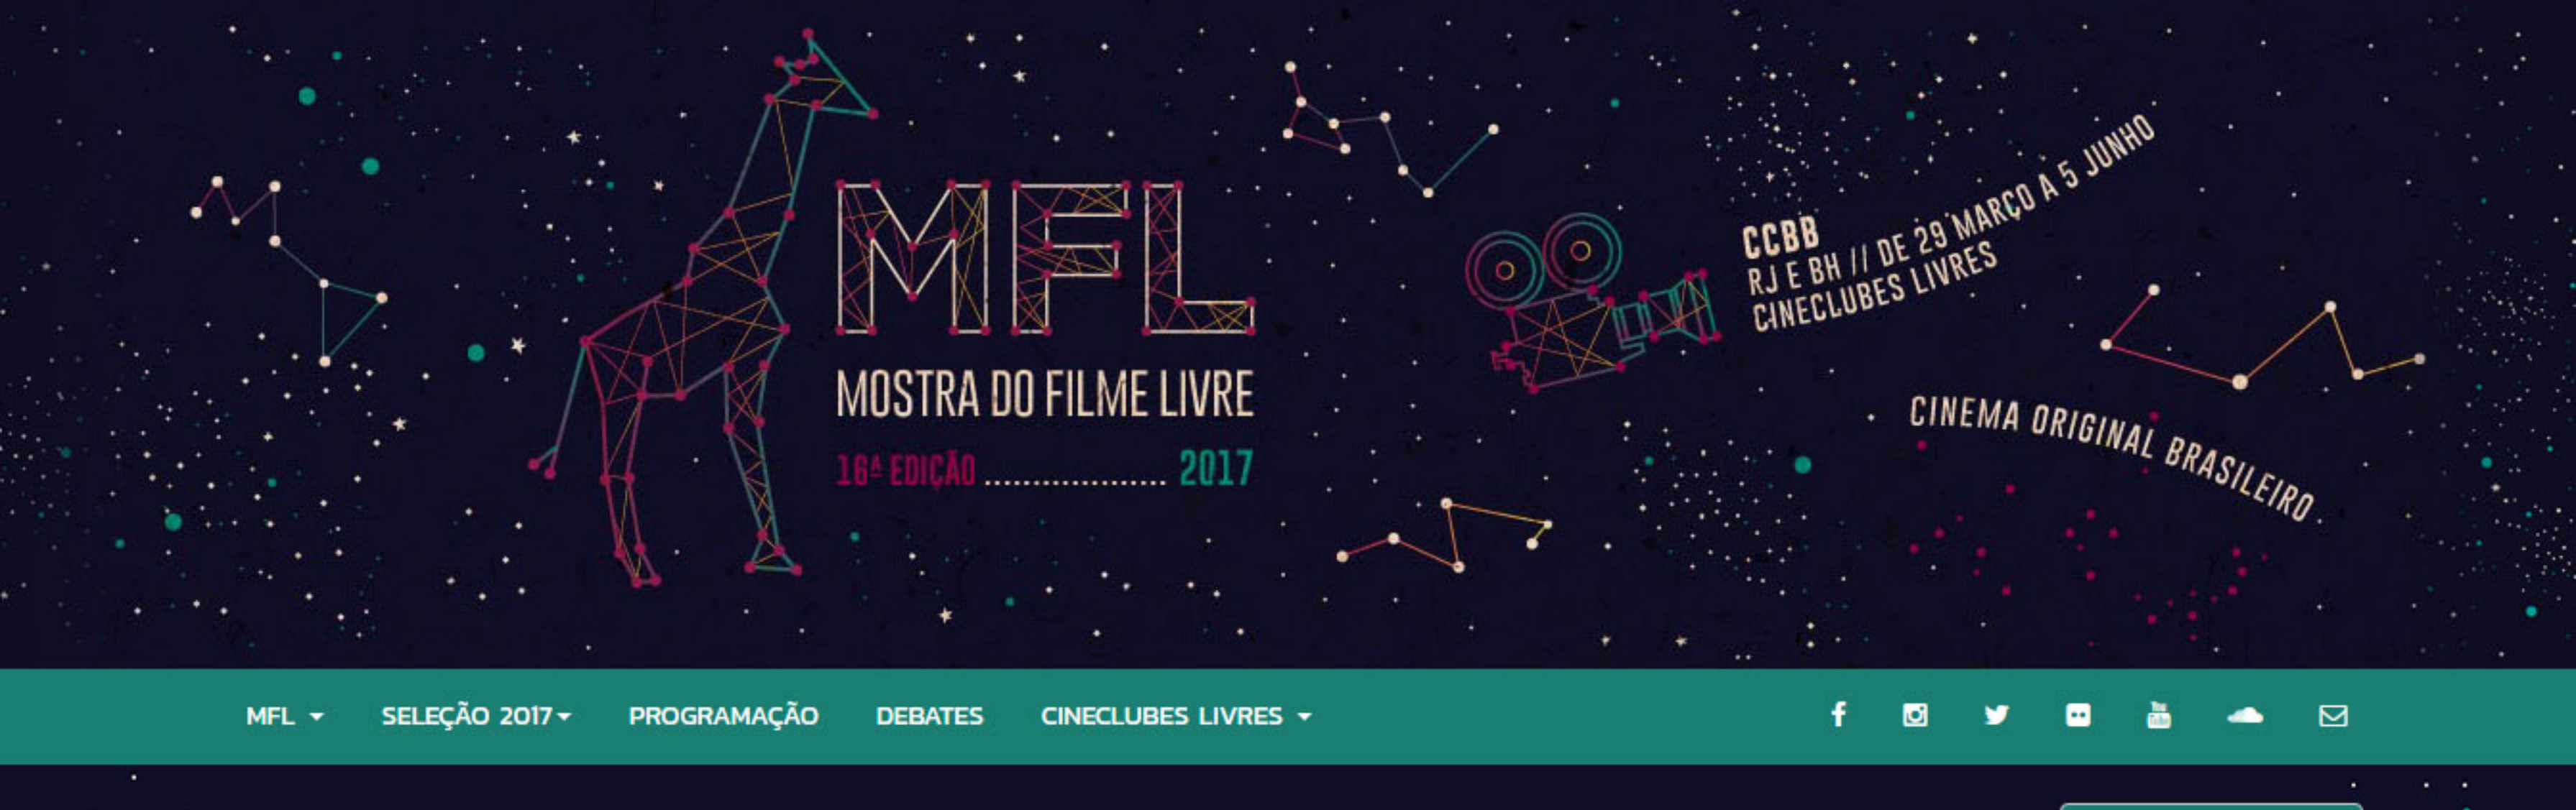 MFL
MOSTRA DO FILME LIVRE
16ª EDIÇÃO .................... 2017
CCBB
RJ E BH // DE 29 MARÇO A 5 JUNHO
CINECLUBES LIVRES
CINEMA ORIGINAL BRASILEIRO
MFL SELEÇÃO 2017 PROGRAMAÇÃO DEBATES CINECLUBES LIVRES